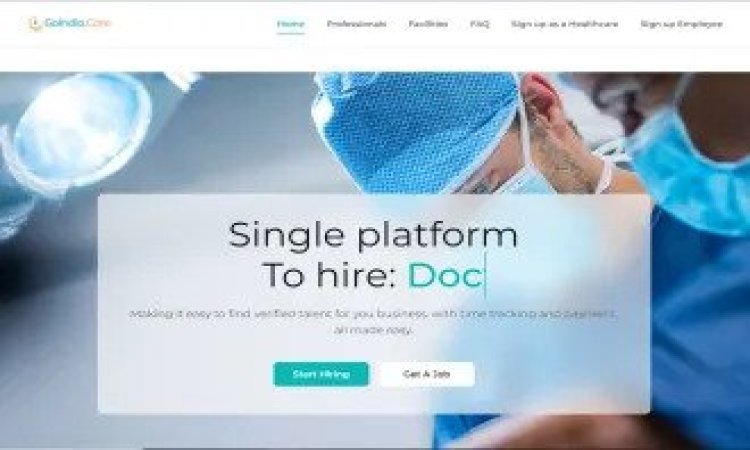 GoIndia.Care
Home Professionals Facilities FAQ Sign up as a Healthcare Sign up Employee
Single platform
To hire: Doc
Making it easy to find verified talent for you business, with time tracking and payment,
all made easy.
Start Hiring Get A Job